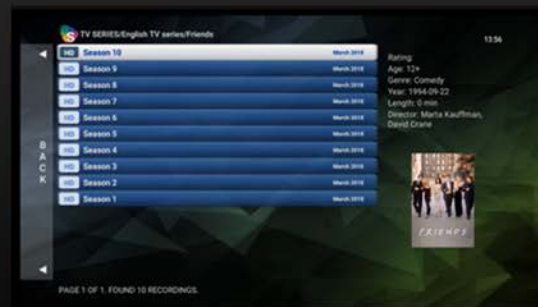 TV SERIES/English TV series/Friends
13:56
HD Season 10 March 2018
HD Season 9 March 2018
HD Season 8 March 2018
HD Season 7 March 2018
HD Season 6 March 2018
HD Season 5 March 2018
HD Season 4 March 2018
HD Season 3 March 2018
HD Season 2 March 2018
HD Season 1 March 2018
BACK
Rating:
Age: 12+
Genre: Comedy
Year: 1994-09-22
Length: 0 min
Director: Marta Kauffman,
David Crane
FRIENDS
PAGE 1 OF 1. FOUND 10 RECORDINGS.